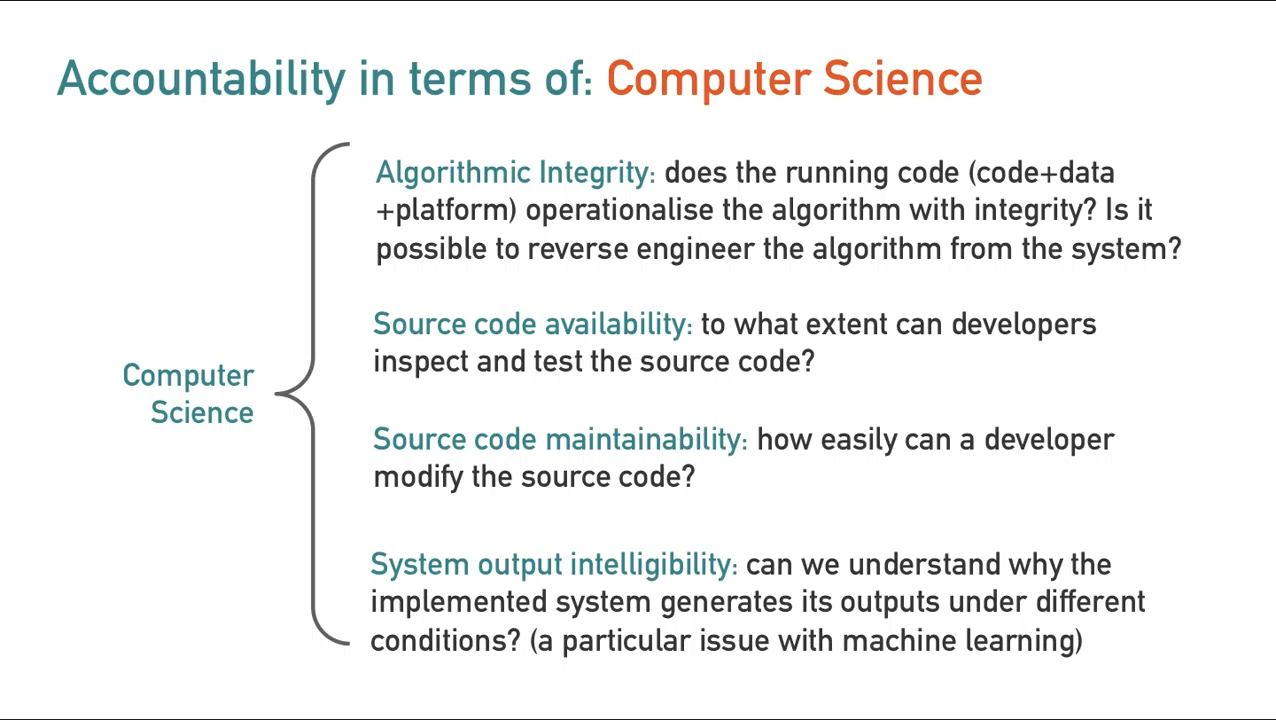 Accountability in terms of: Computer Science
Algorithmic Integrity: does the running code (code+data
+platform) operationalise the algorithm with integrity? Is it
possible to reverse engineer the algorithm from the system?
Source code availability: to what extent can developers
inspect and test the source code?
Computer
Science
Source code maintainability: how easily can a developer
modify the source code?
System output intelligibility: can we understand why the
implemented system generates its outputs under different
conditions? (a particular issue with machine learning)